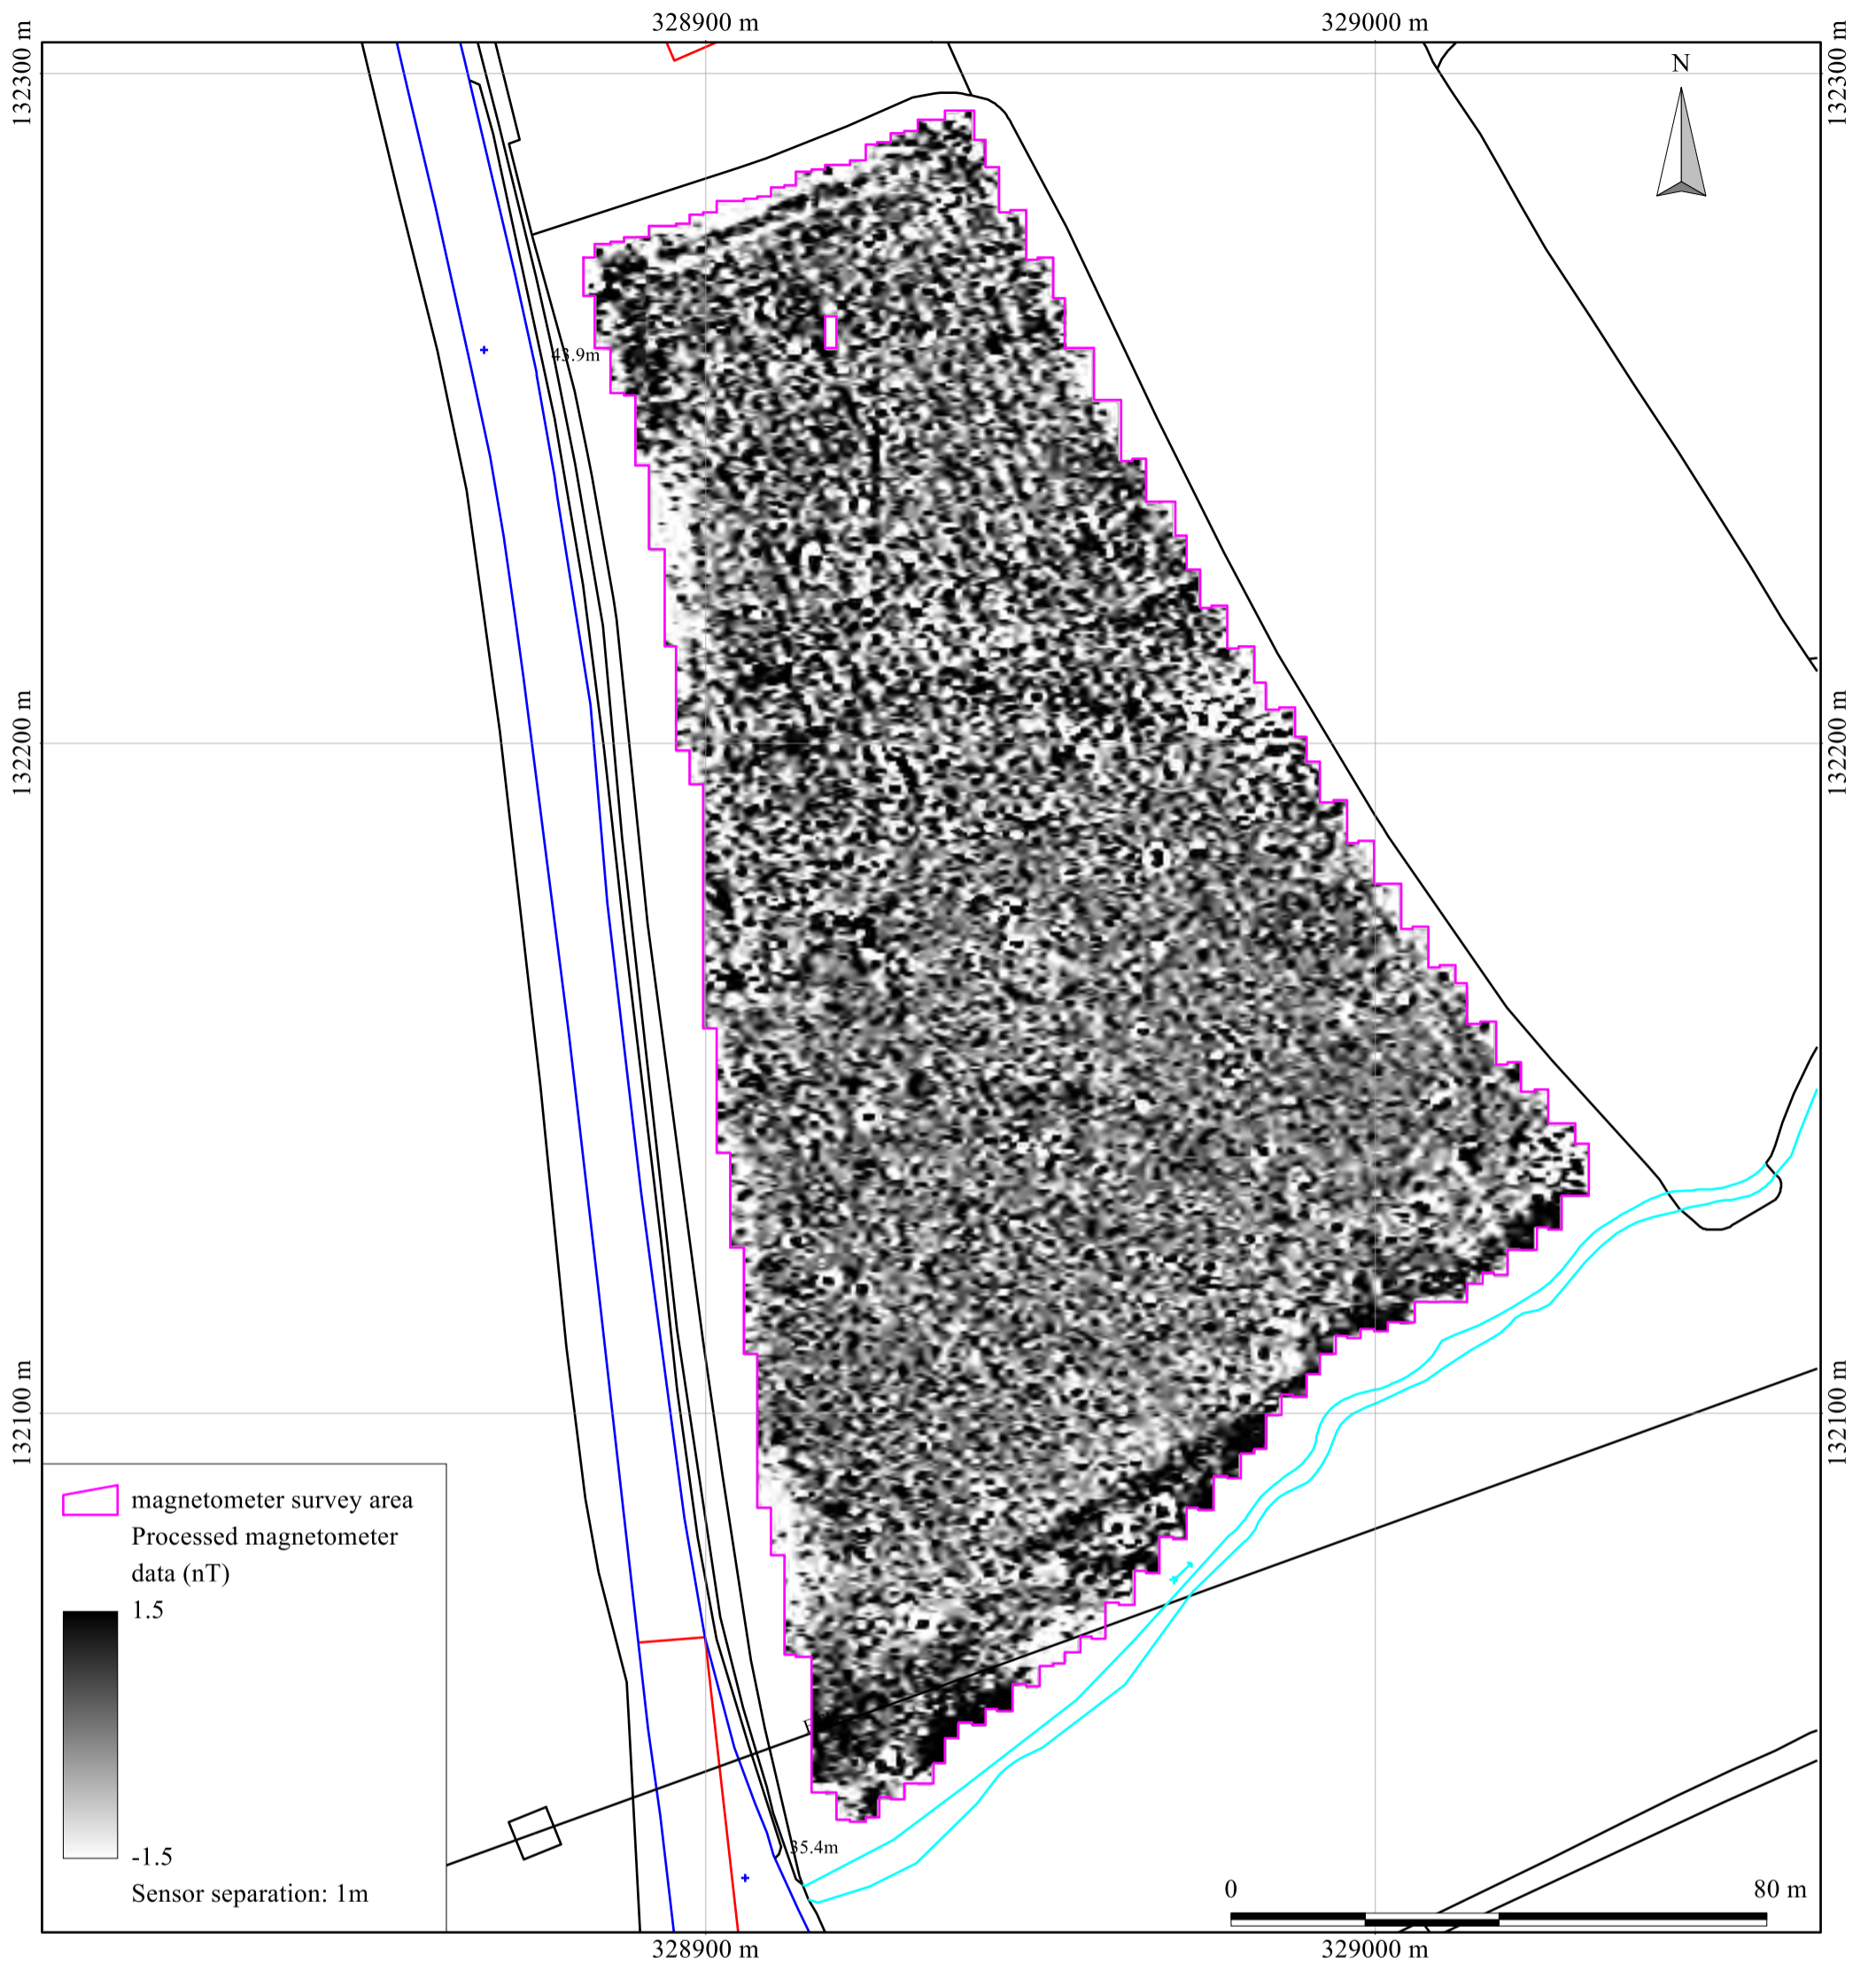 328900 m
329000 m
132300 m
132300 m
N
43.9m
132200 m
132200 m
132100 m
132100 m
magnetometer survey area
Processed magnetometer
data (nT)
1.5
-1.5
Sensor separation: 1m
35.4m
0
80 m
328900 m
329000 m